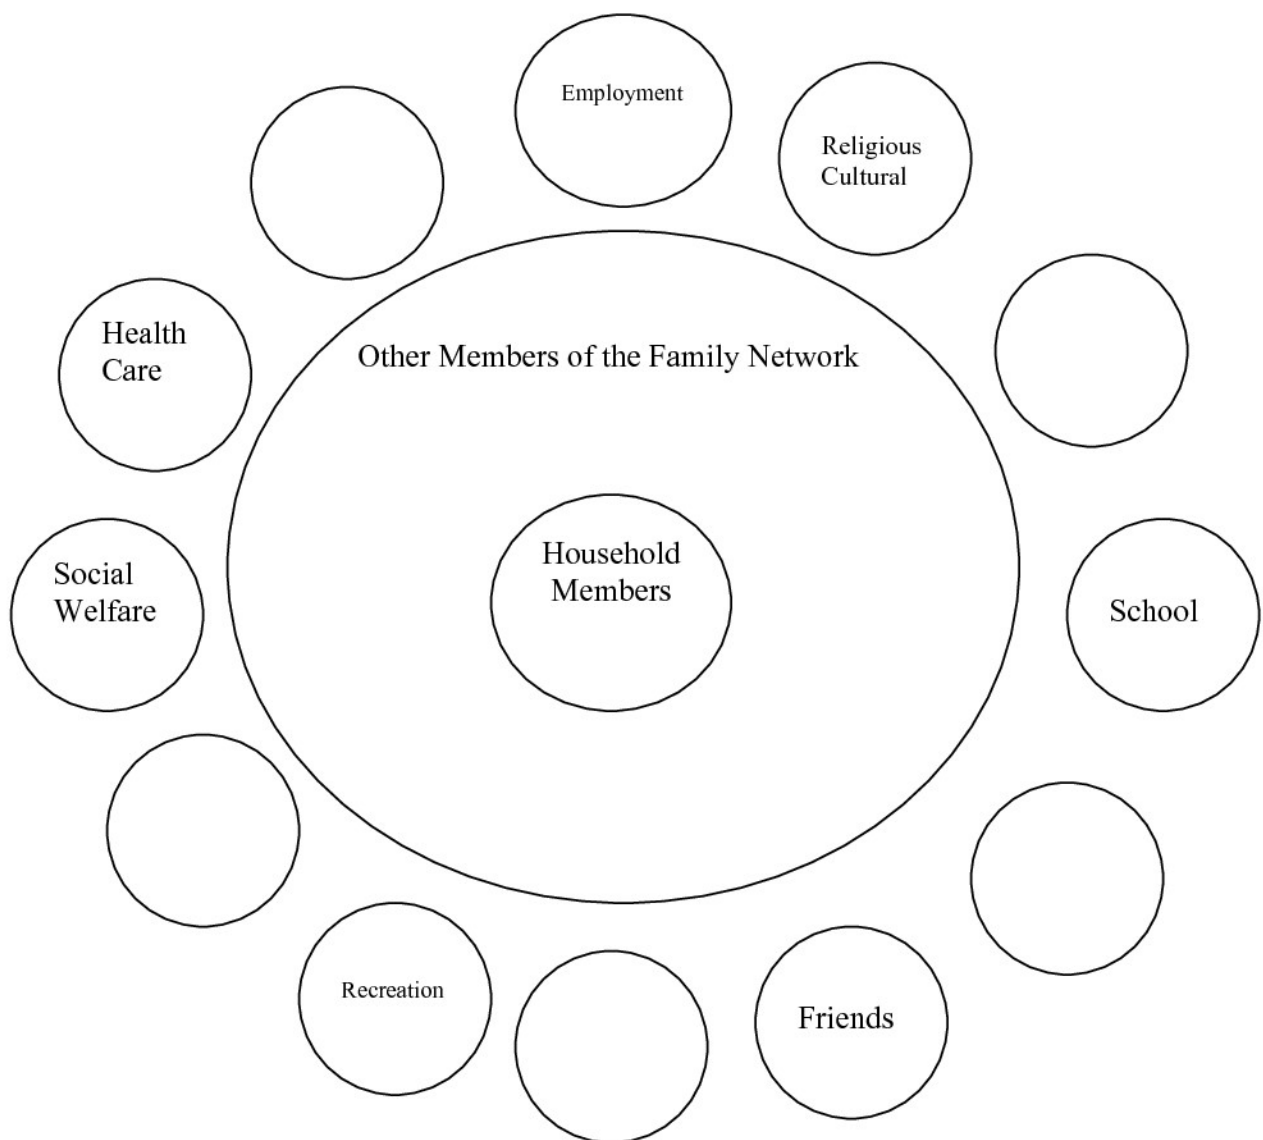 Employment
Religious
Cultural
Health
Care
Other Members of the Family Network
Household
Members
Social
Welfare
School
Recreation
Friends